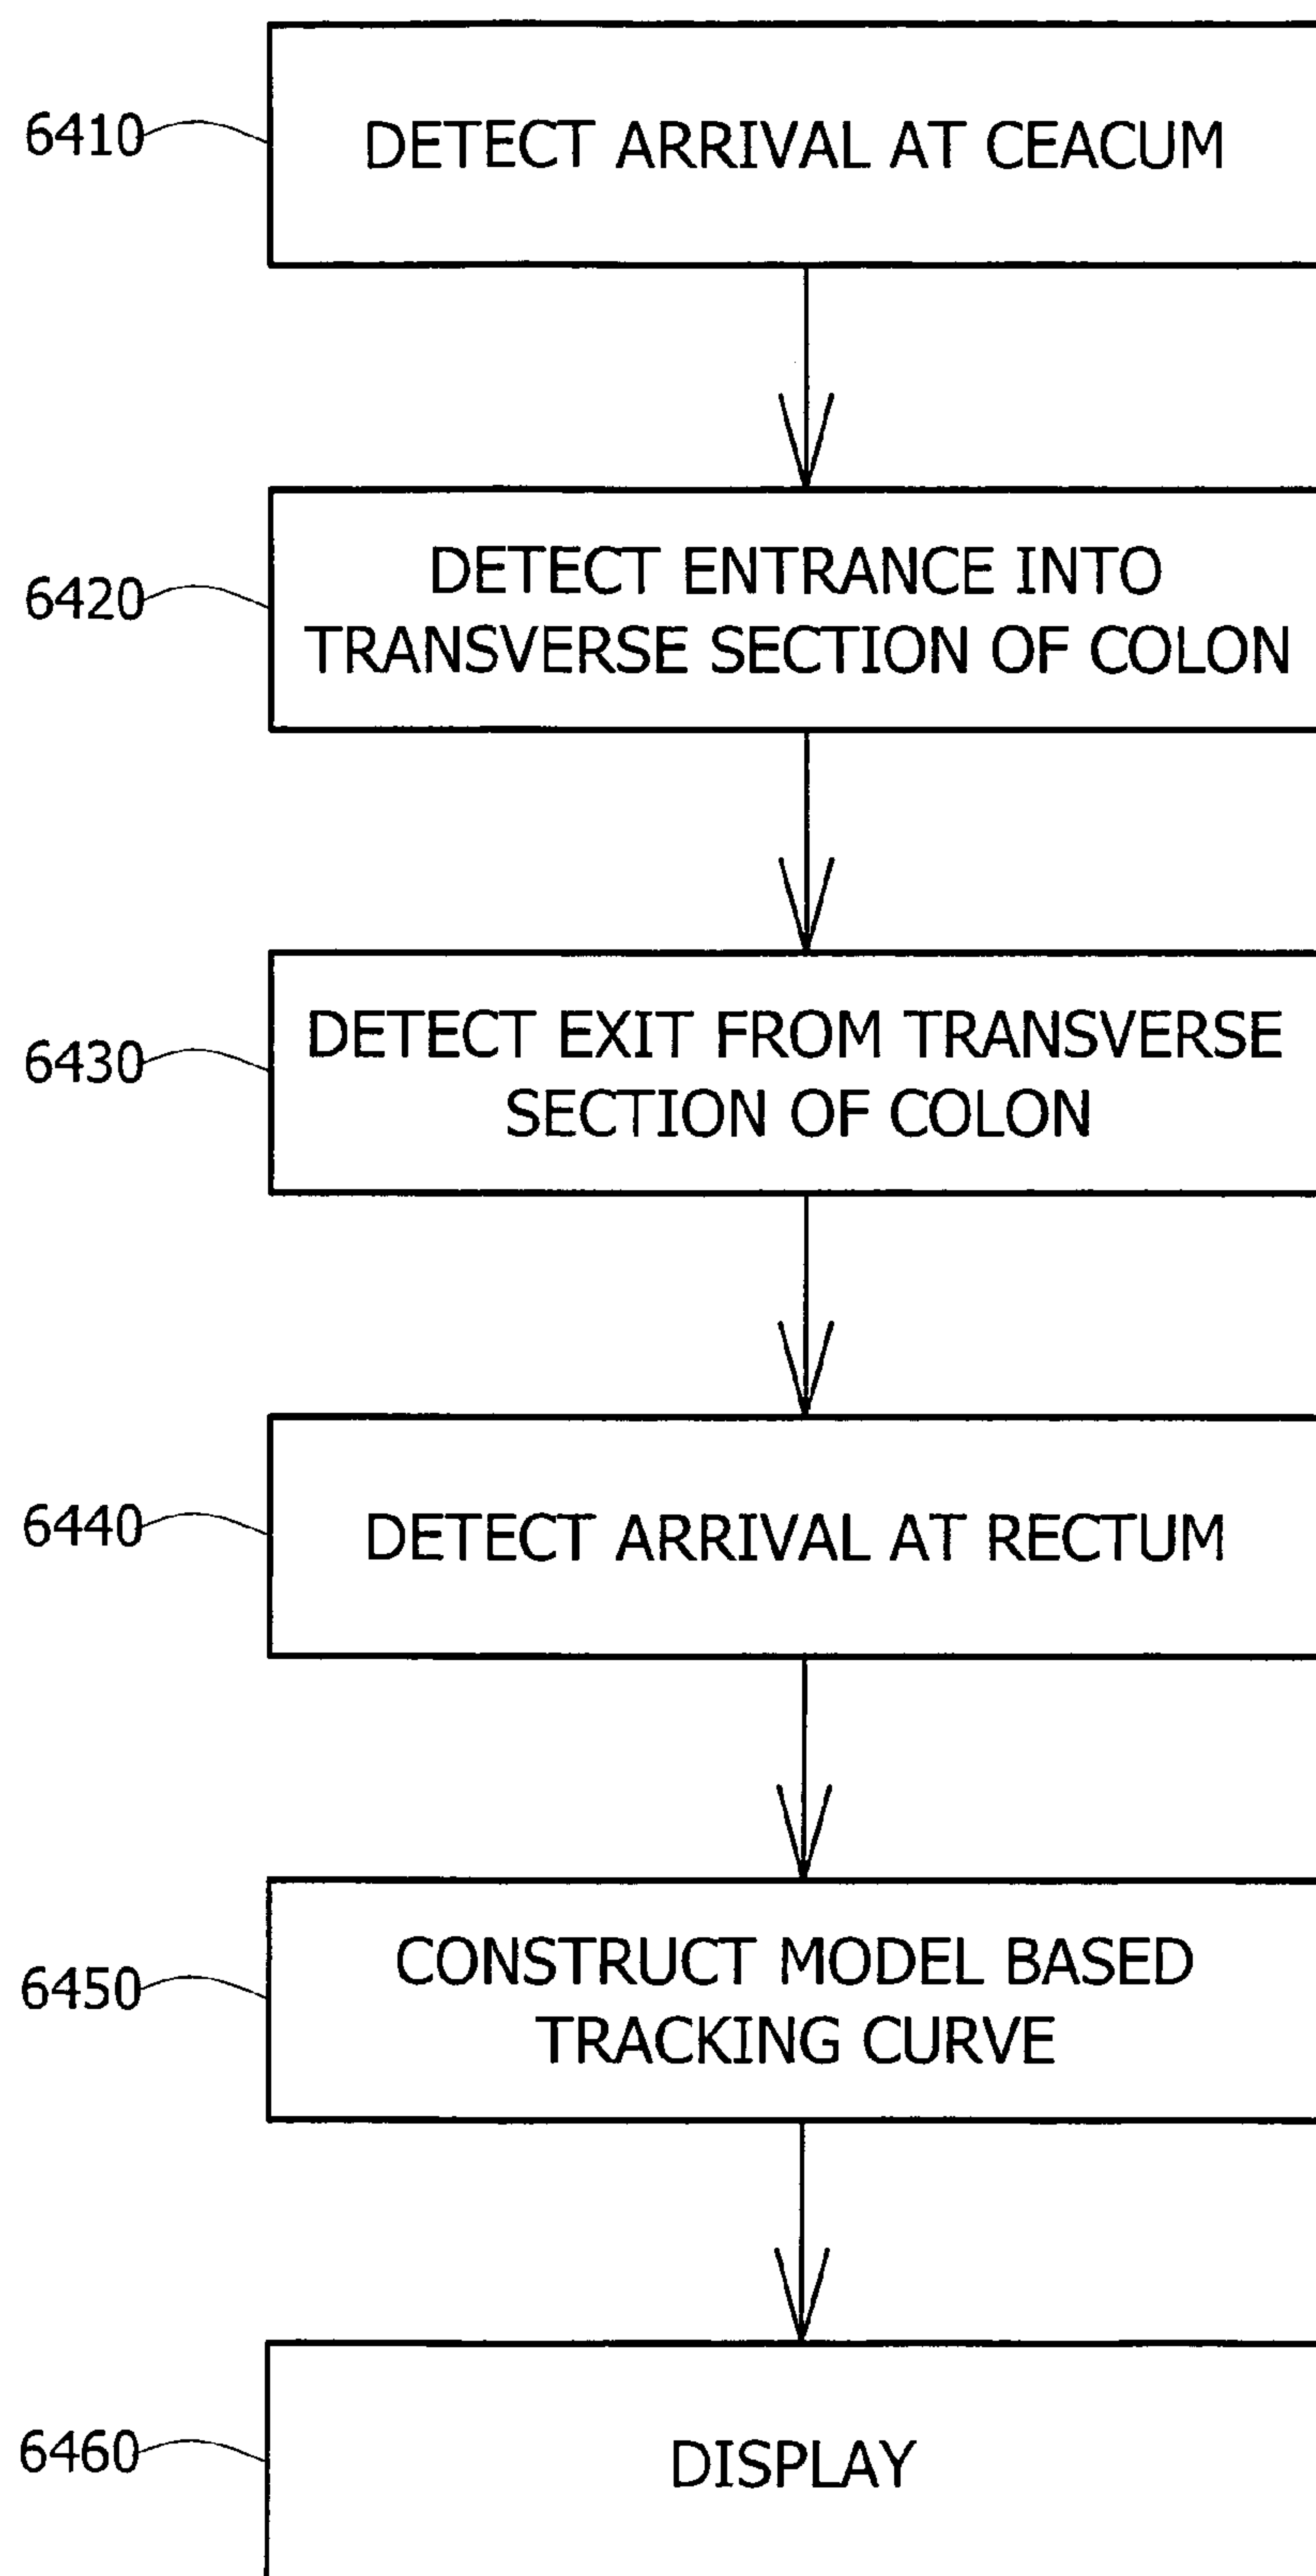 6410
DETECT ARRIVAL AT CEACUM
6420
DETECT ENTRANCE INTO
TRANSVERSE SECTION OF COLON
6430
DETECT EXIT FROM TRANSVERSE
SECTION OF COLON
6440
DETECT ARRIVAL AT RECTUM
6450
CONSTRUCT MODEL BASED
TRACKING CURVE
6460
DISPLAY